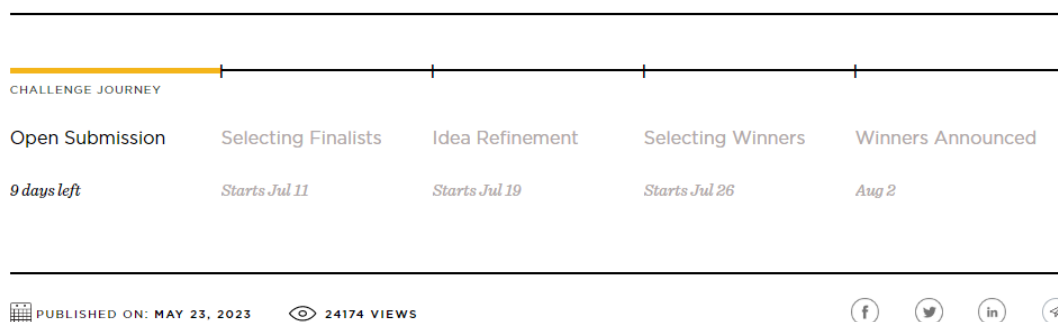 CHALLENGE JOURNEY
Open Submission Selecting Finalists Idea Refinement Selecting Winners Winners Announced
9 days left Starts Jul 11 Starts Jul 19 Starts Jul 26 Aug 2
PUBLISHED ON: MAY 23, 2023 24174 VIEWS